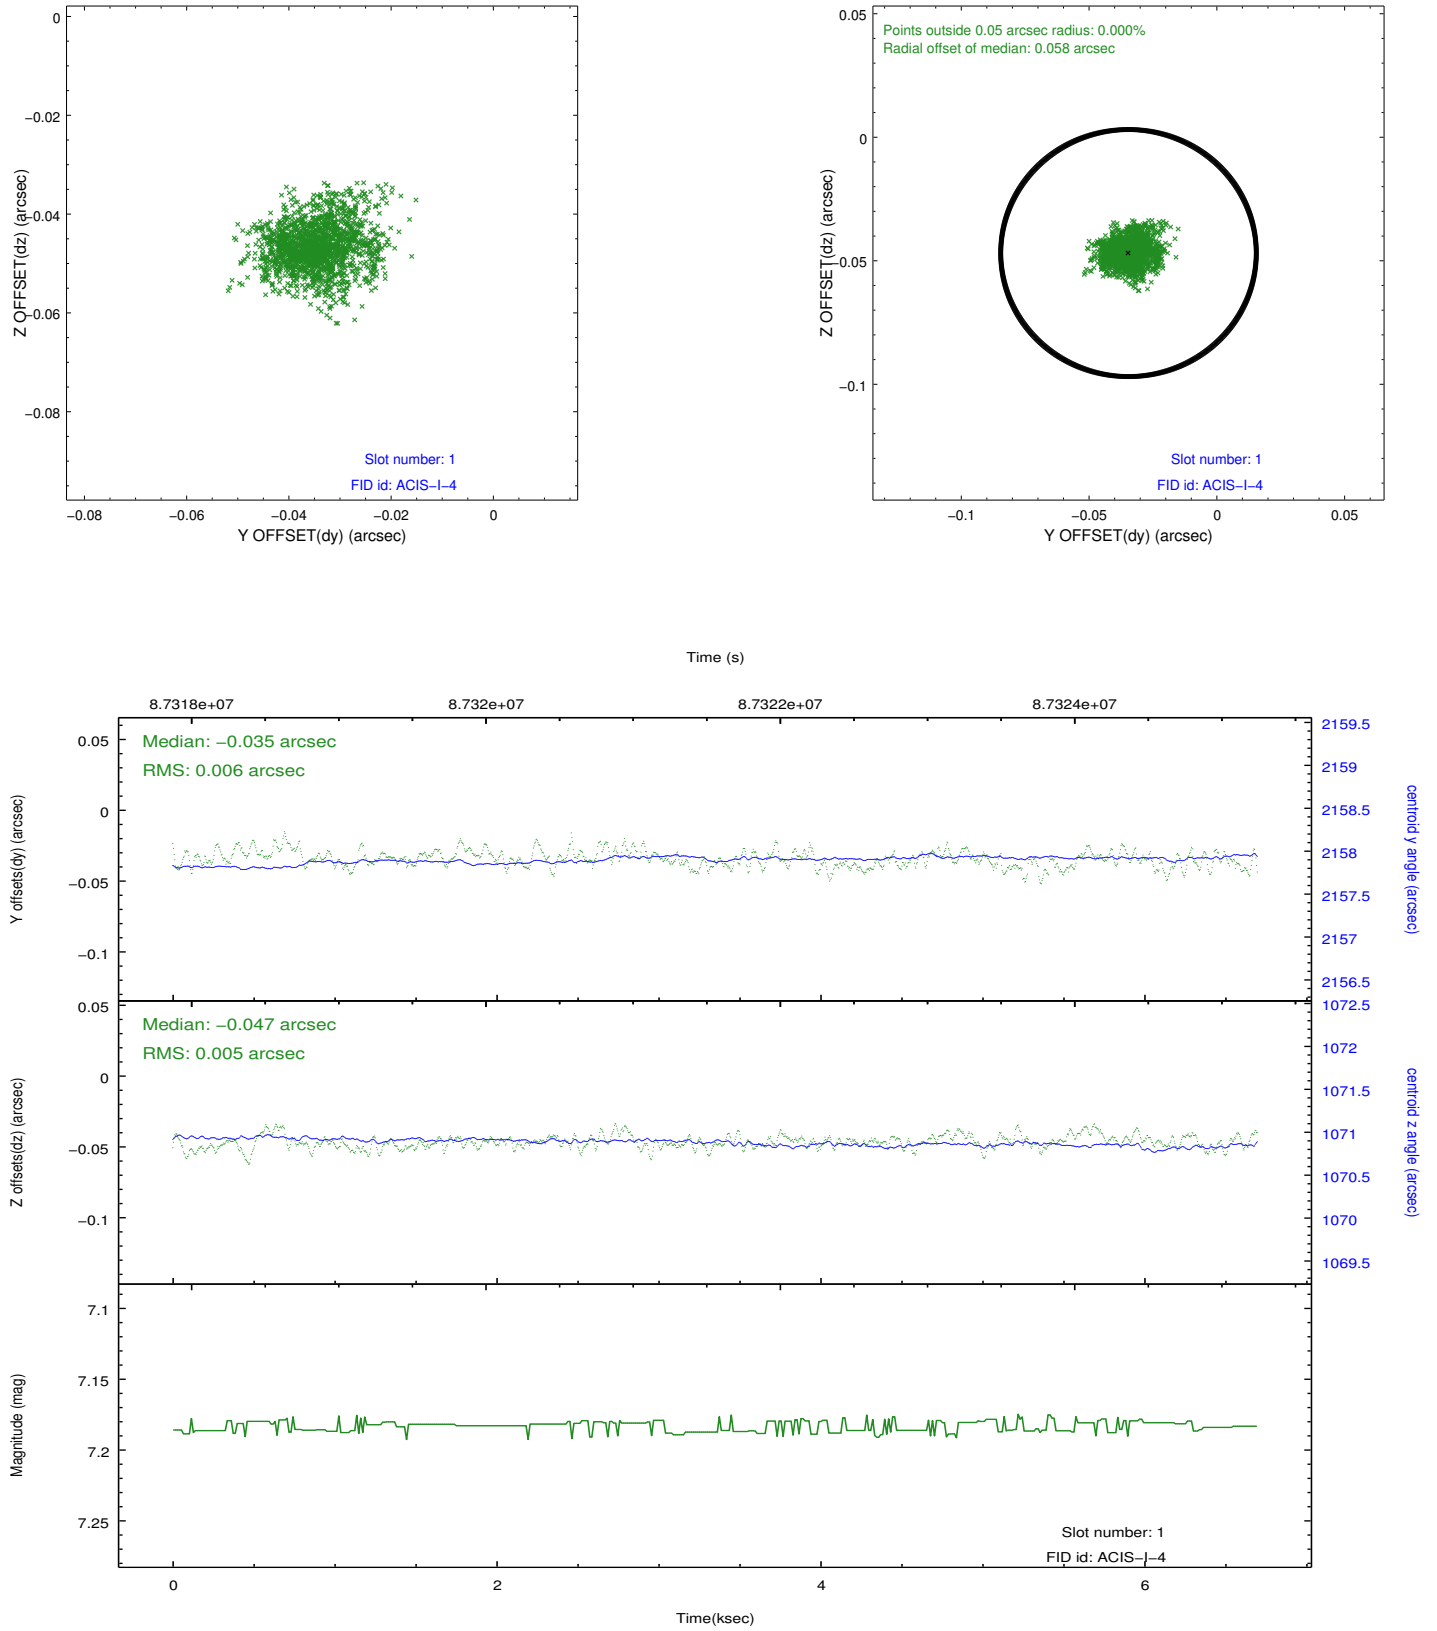 0
−0.02
−0.04
−0.06
−0.08
Z OFFSET(dz) (arcsec)
Slot number: 1
FID id: ACIS−I−4
−0.08 −0.06 −0.04 −0.02 0
Y OFFSET(dy) (arcsec)
0.05
0
−0.05
−0.1
Z OFFSET(dz) (arcsec)
Points outside 0.05 arcsec radius: 0.000%
Radial offset of median: 0.058 arcsec
Slot number: 1
FID id: ACIS−I−4
−0.1 −0.05 0 0.05
Y OFFSET(dy) (arcsec)
Time (s)
8.7318e+07 8.732e+07 8.7322e+07 8.7324e+07
Y offsets(dy) (arcsec)
0.05
0
−0.05
−0.1
Median: −0.035 arcsec
RMS: 0.006 arcsec
2159.5
2159
2158.5
2158
2157.5
2157
2156.5
centroid y angle (arcsec)
Z offsets(dz) (arcsec)
0.05
0
−0.05
−0.1
Median: −0.047 arcsec
RMS: 0.005 arcsec
1072.5
1072
1071.5
1071
1070.5
1070
1069.5
centroid z angle (arcsec)
Magnitude (mag)
7.1
7.15
7.2
7.25
Slot number: 1
FID id: ACIS−I−4
0 2 4 6
Time(ksec)